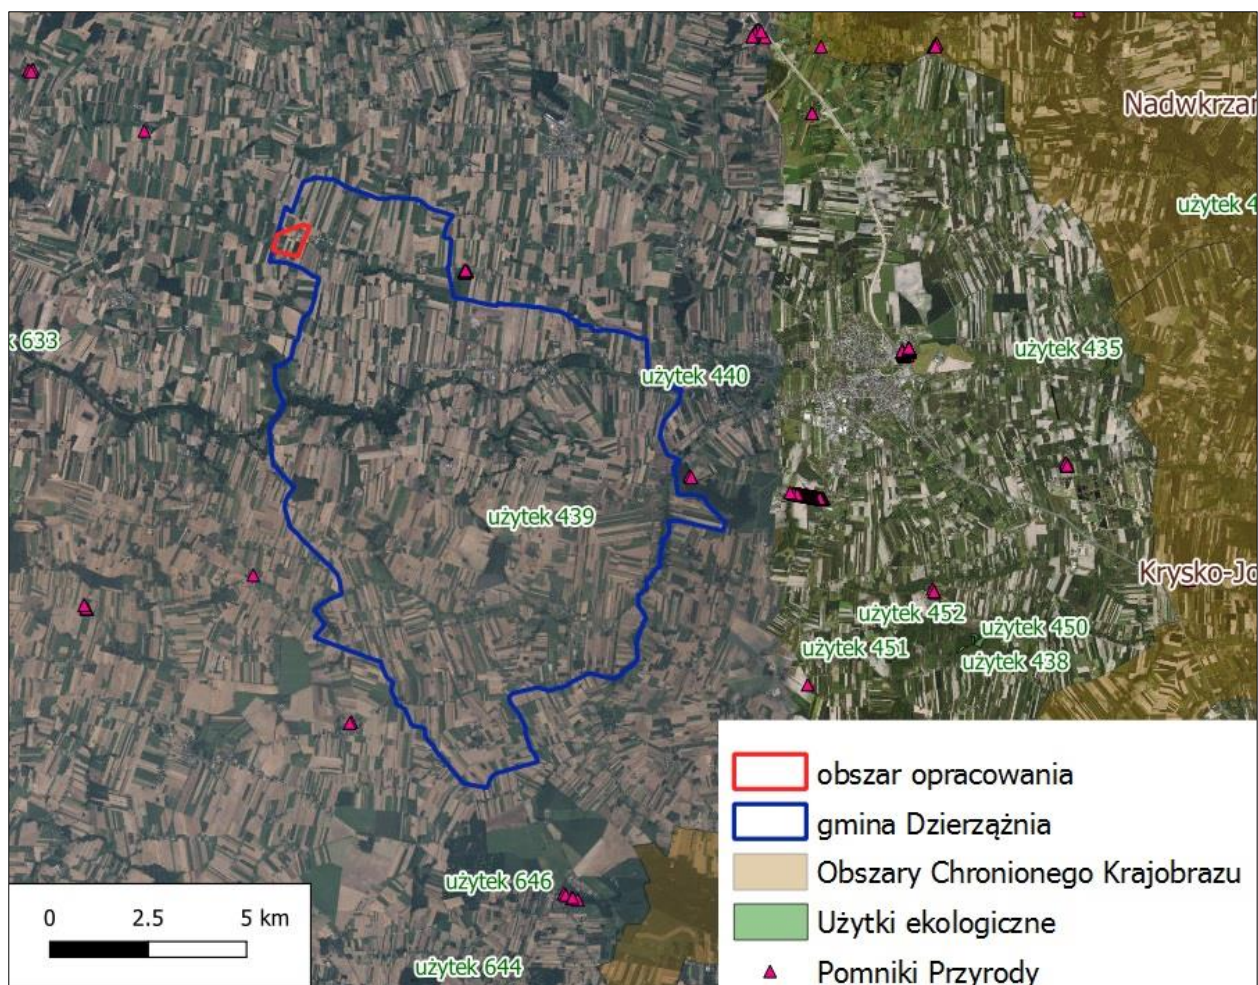 Nadwkrzań
użytek 4
użytek 633
użytek 440
użytek 435
użytek 439
Krysko-Jo
użytek 452
użytek 450
użytek 451
użytek 438
obszar opracowania
gmina Dzierzążnia
Obszary Chronionego Krajobrazu
użytek 646
0 2.5 5 km
Użytki ekologiczne
użytek 644
Pomniki Przyrody